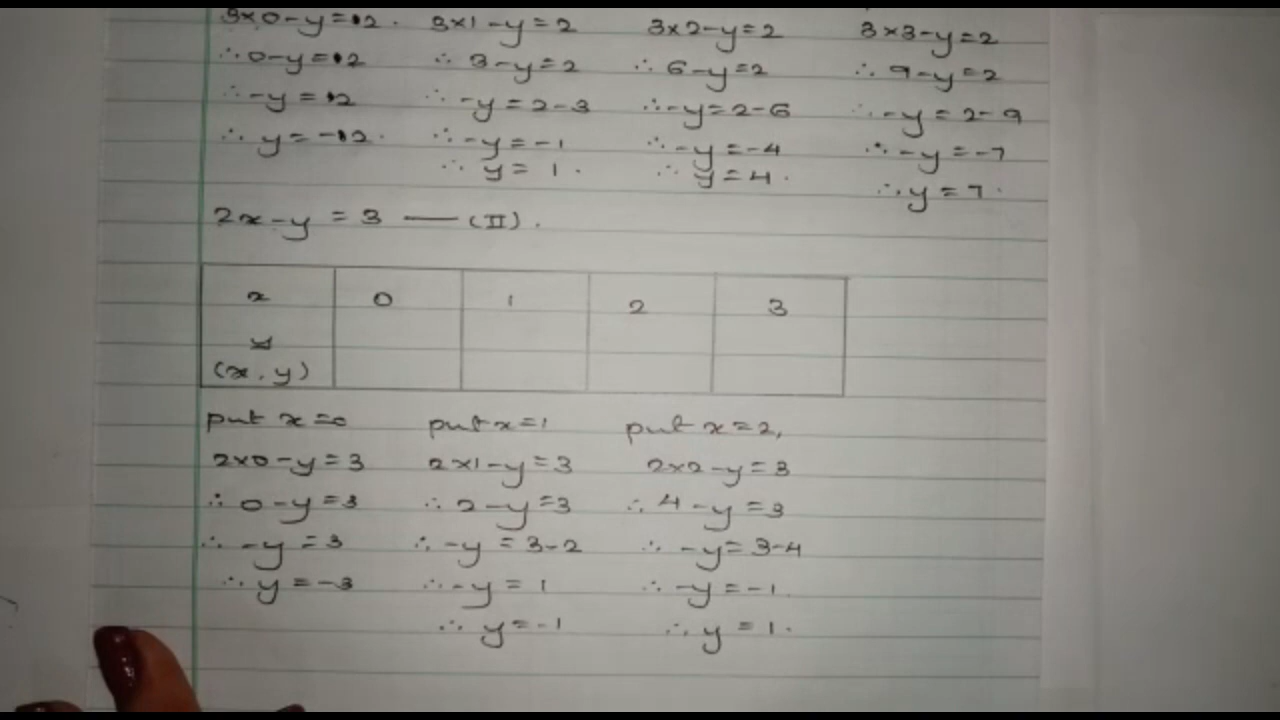 3×0-y=2. 3×1-y=2 3×2-y=2 3×3-y=2
∴0-y=2 ∴ 3-y=2 ∴ 6-y=2 ∴ 9-y=2
∴-y=2 ∴ -y=2-3 ∴-y=2-6 ∴-y=2-9
∴ y=-2. ∴-y=-1 ∴-y=-4 ∴-y=-7
∴ y= 1. ∴ y=4. ∴y=7.
2x-y = 3 — (II).
x 0 1 2 3
y
(x, y)
put x=0 put x=1 put x=2,
2×0-y=3 2×1-y=3 2×2-y=3
∴ 0-y=3 ∴ 2-y=3 ∴ 4-y=3
∴ -y=3 ∴ -y=3-2 ∴ -y=3-4
∴ y=-3 ∴-y=1 ∴-y=-1.
∴ y=-1 ∴ y=1.